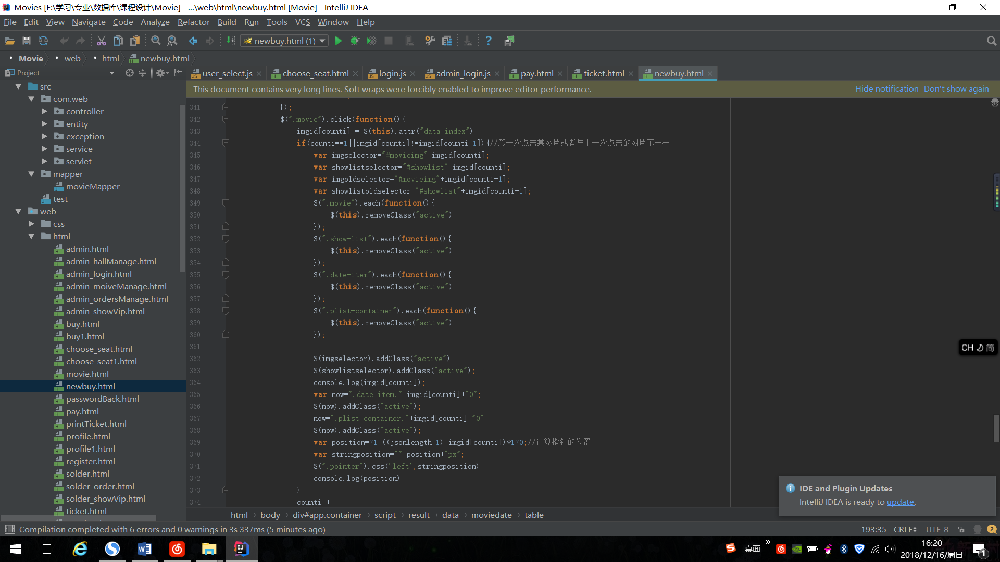 Movies [F:\学习\专业\数据库\课程设计\Movie] - ...\web\html\newbuy.html [Movie] - IntelliJ IDEA
File Edit View Navigate Code Analyze Refactor Build Run Tools VCS Window Help
newbuy.html (1)
Movie web html newbuy.html
Project
user_select.js choose_seat.html login.js admin_login.js pay.html ticket.html newbuy.html
This document contains very long lines. Soft wraps were forcibly enabled to improve editor performance. Hide notification Don't show again
src
com.web
controller
entity
exception
service
servlet
mapper
movieMapper
test
web
css
html
admin.html
admin_hallManage.html
admin_login.html
admin_moiveManage.html
admin_ordersManage.html
admin_showVip.html
buy.html
buy1.html
choose_seat.html
choose_seat1.html
movie.html
newbuy.html
passwordBack.html
pay.html
printTicket.html
profile.html
profile1.html
register.html
solder.html
solder_order.html
solder_showVip.html
ticket.html
341 });
342 $(".movie").click(function(){
343 imgid[counti] = $(this).attr("data-index");
344 if(counti==1||imgid[counti]!=imgid[counti-1]){//第一次点击某图片或者与上一次点击的图片不一样
345 var imgselector="#movieimg"+imgid[counti];
346 var showlistselector="#showlist"+imgid[counti];
347 var imgoldselector="#movieimg"+imgid[counti-1];
348 var showlistoldselector="#showlist"+imgid[counti-1];
349 $(".movie").each(function(){
350 $(this).removeClass("active");
351 });
352 $(".show-list").each(function(){
353 $(this).removeClass("active");
354 });
355 $(".date-item").each(function(){
356 $(this).removeClass("active");
357 });
358 $(".plist-container").each(function(){
359 $(this).removeClass("active");
360 });
361
362 $(imgselector).addClass("active");
363 $(showlistselector).addClass("active");
364 console.log(imgid[counti]);
365 var now=".date-item."+imgid[counti]+"0";
366 $(now).addClass("active");
367 now=".plist-container."+imgid[counti]+"0";
368 $(now).addClass("active");
369 var position=71+((jsonlength-1)-imgid[counti])*170;//计算指针的位置
370 var stringposition=""+position+"px";
371 $(".pointer").css('left',stringposition);
372 console.log(position);
373 }
374 counti++;
CH 简
IDE and Plugin Updates
IntelliJ IDEA is ready to update.
html › body › div#app.container › script › result › data › moviedate › table
Compilation completed with 6 errors and 0 warnings in 3s 337ms (5 minutes ago) 193:35 CRLF UTF-8 2
桌面 »
16:20
2018/12/16/周日
1